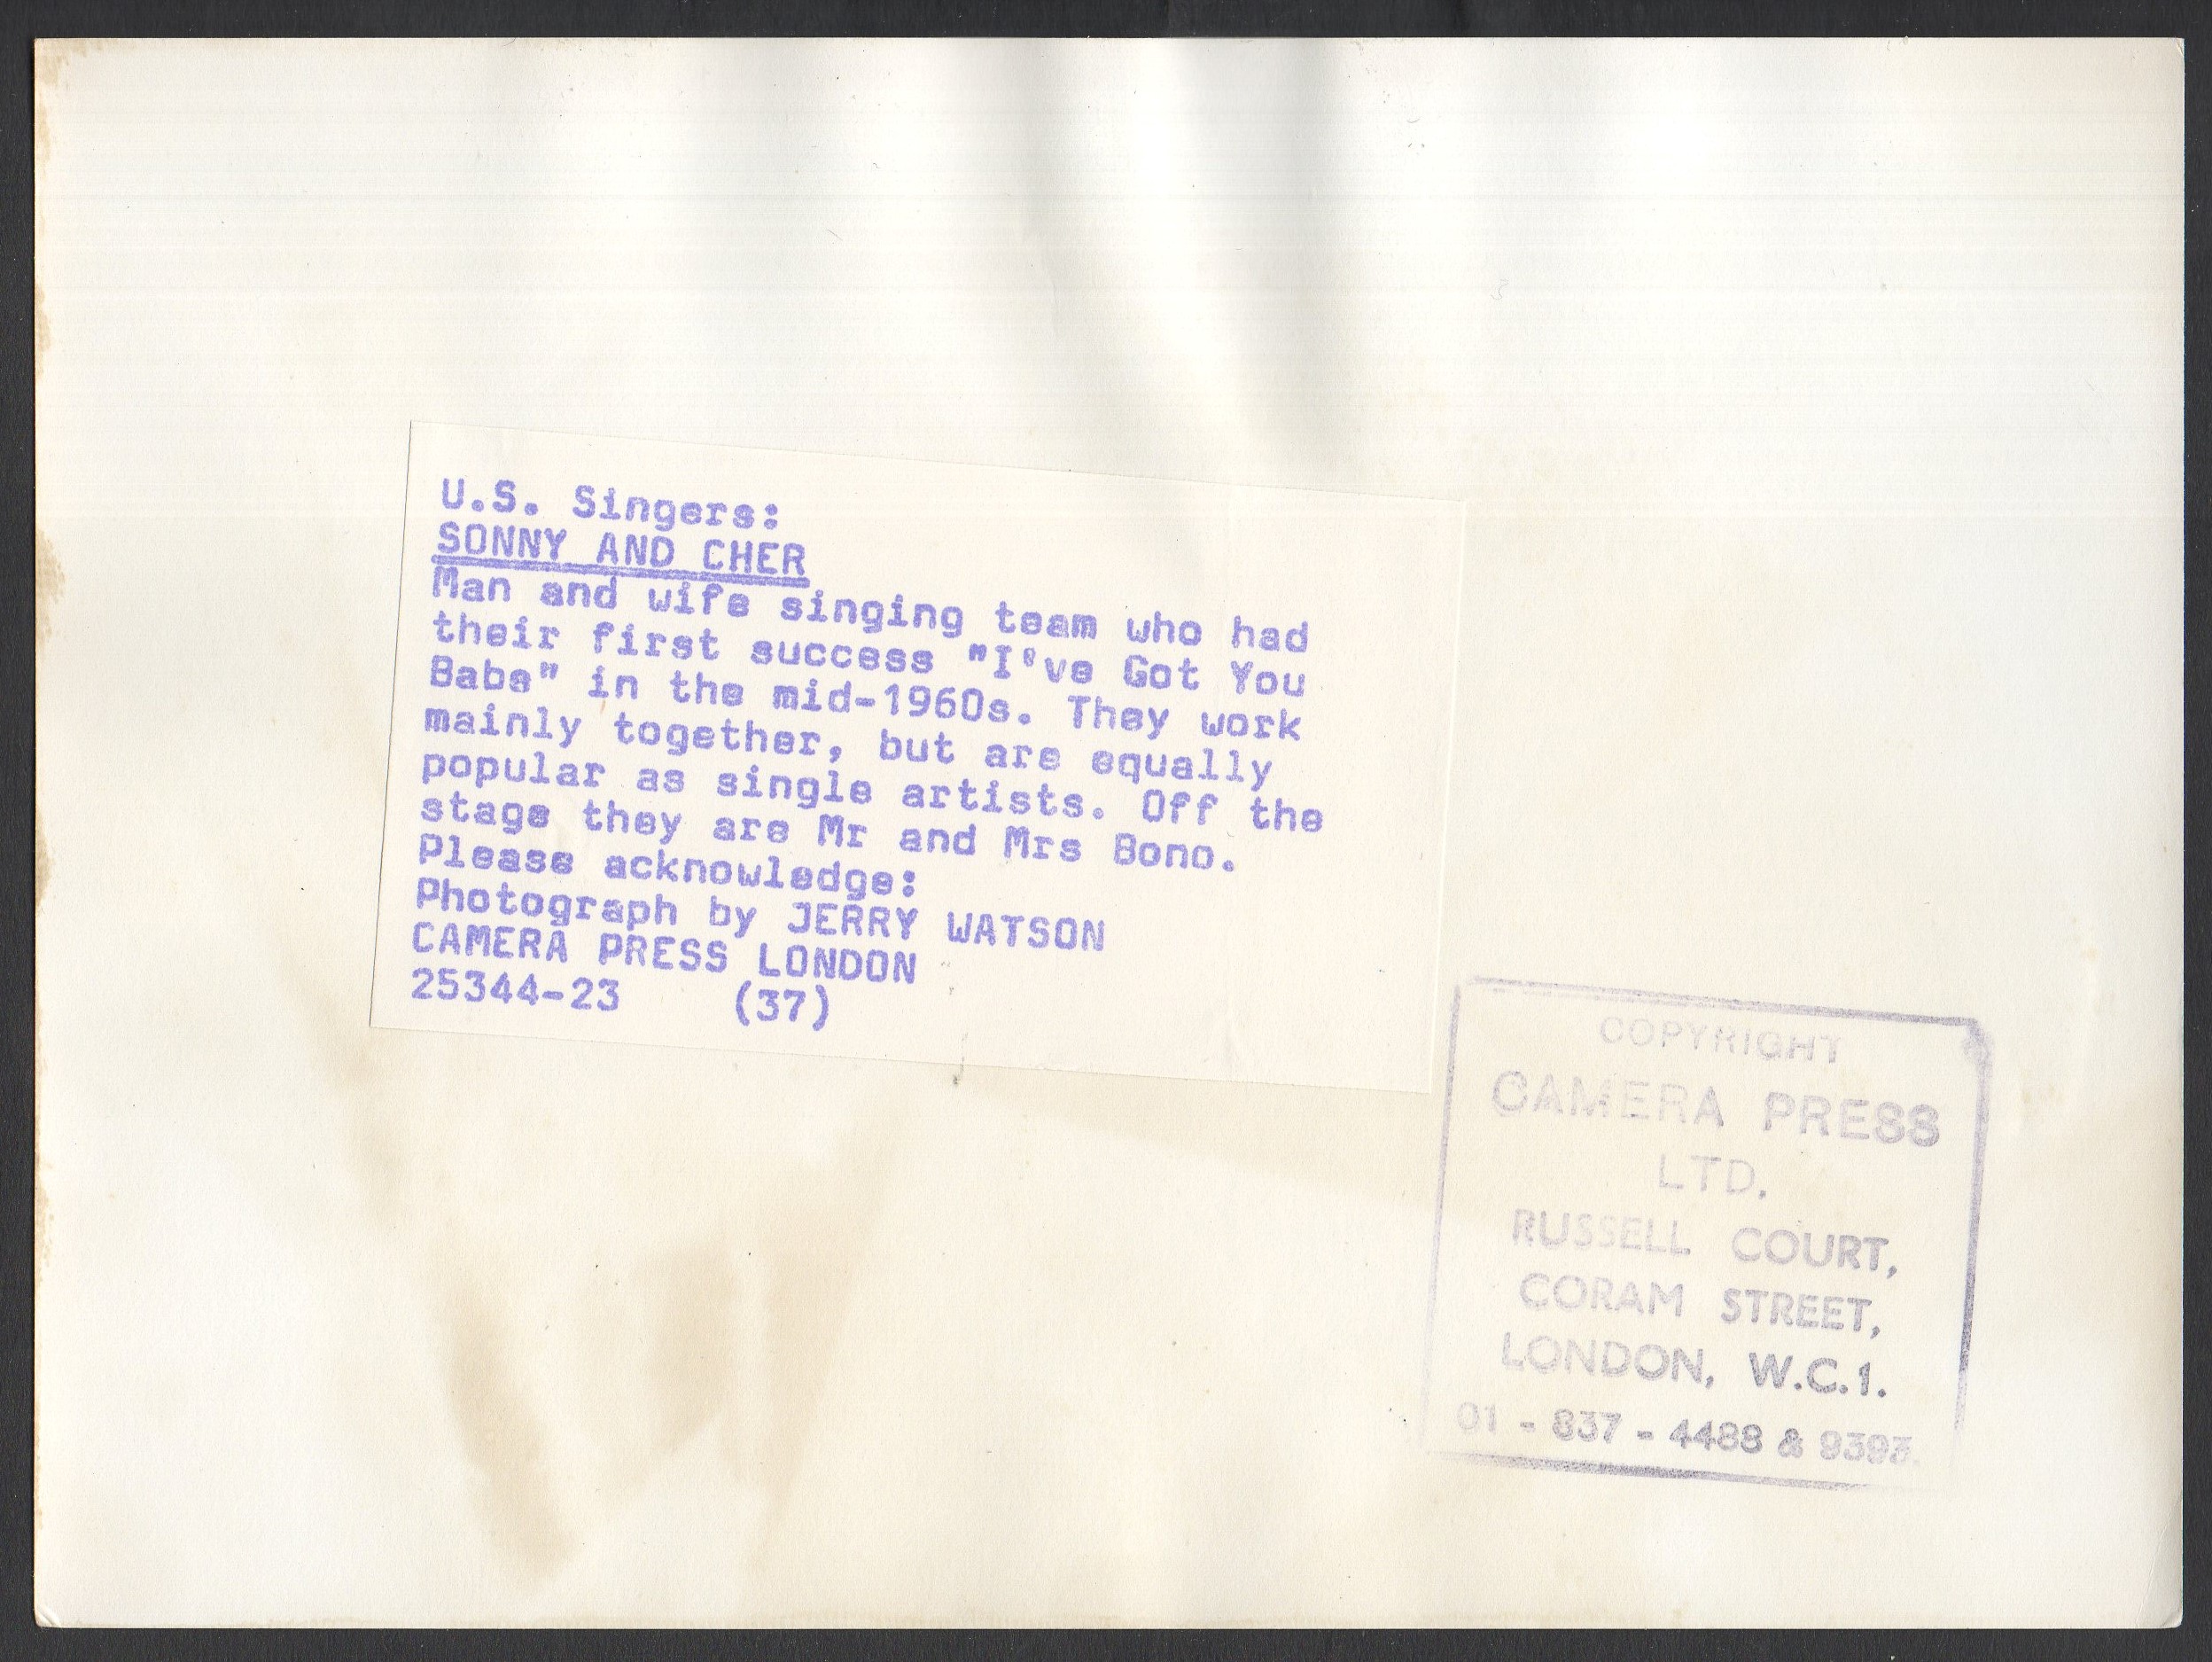 U.S. Singers:
SONNY AND CHER
Man and wife singing team who had
their first success "I've Got You
Babe" in the mid-1960s. They work
mainly together, but are equally
popular as single artists. Off the
stage they are Mr and Mrs Bono.
Please acknowledge:
Photograph by JERRY WATSON
CAMERA PRESS LONDON
25344-23 (37)
COPYRIGHT
CAMERA PRESS
LTD.
RUSSELL COURT,
CORAM STREET,
LONDON, W.C.1.
01 - 837 - 4488 & 9393.